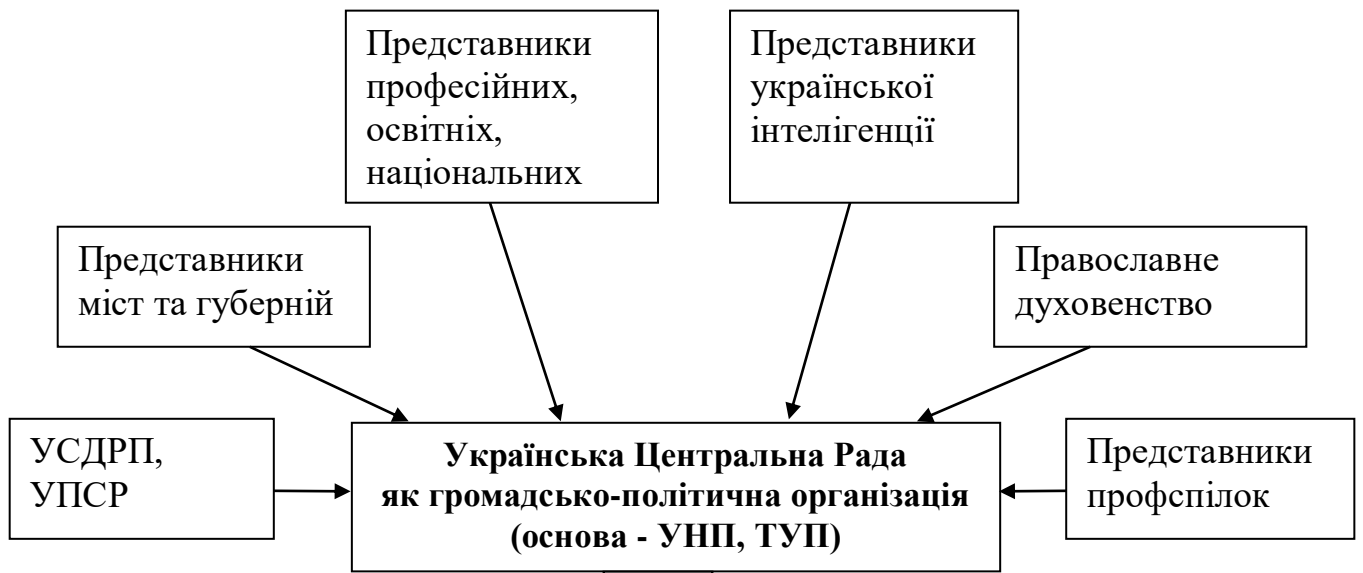 Представники
професійних,
освітніх,
національних
Представники
української
інтелігенції
Представники
міст та губерній
Православне
духовенство
УСДРП,
УПСР
Українська Центральна Рада
як громадсько-політична організація
(основа - УНП, ТУП)
Представники
профспілок